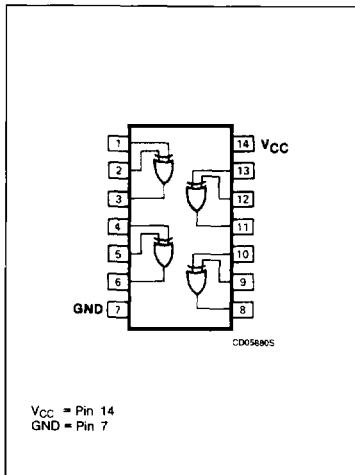 1 14 VCC
2 13
3 12
4 11
5 10
6 9
GND 7 8
CD05880S
VCC = Pin 14
GND = Pin 7